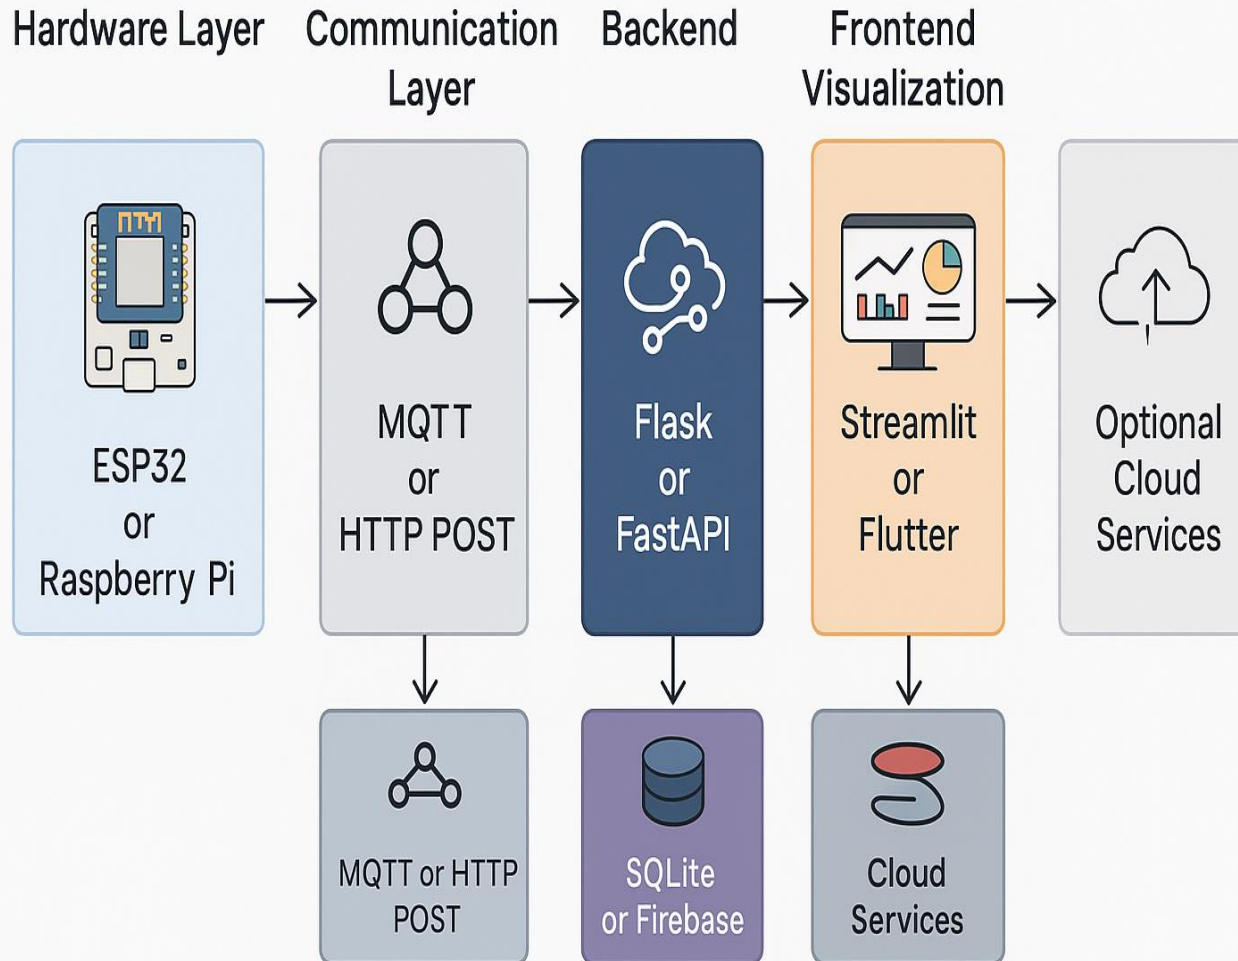 Hardware Layer
Communication
Layer
Backend
Frontend
Visualization
ESP32
or
Raspberry Pi
MQTT
or
HTTP POST
Flask
or
FastAPI
Streamlit
or
Flutter
Optional
Cloud
Services
MQTT or HTTP
POST
SQLite
or Firebase
Cloud
Services